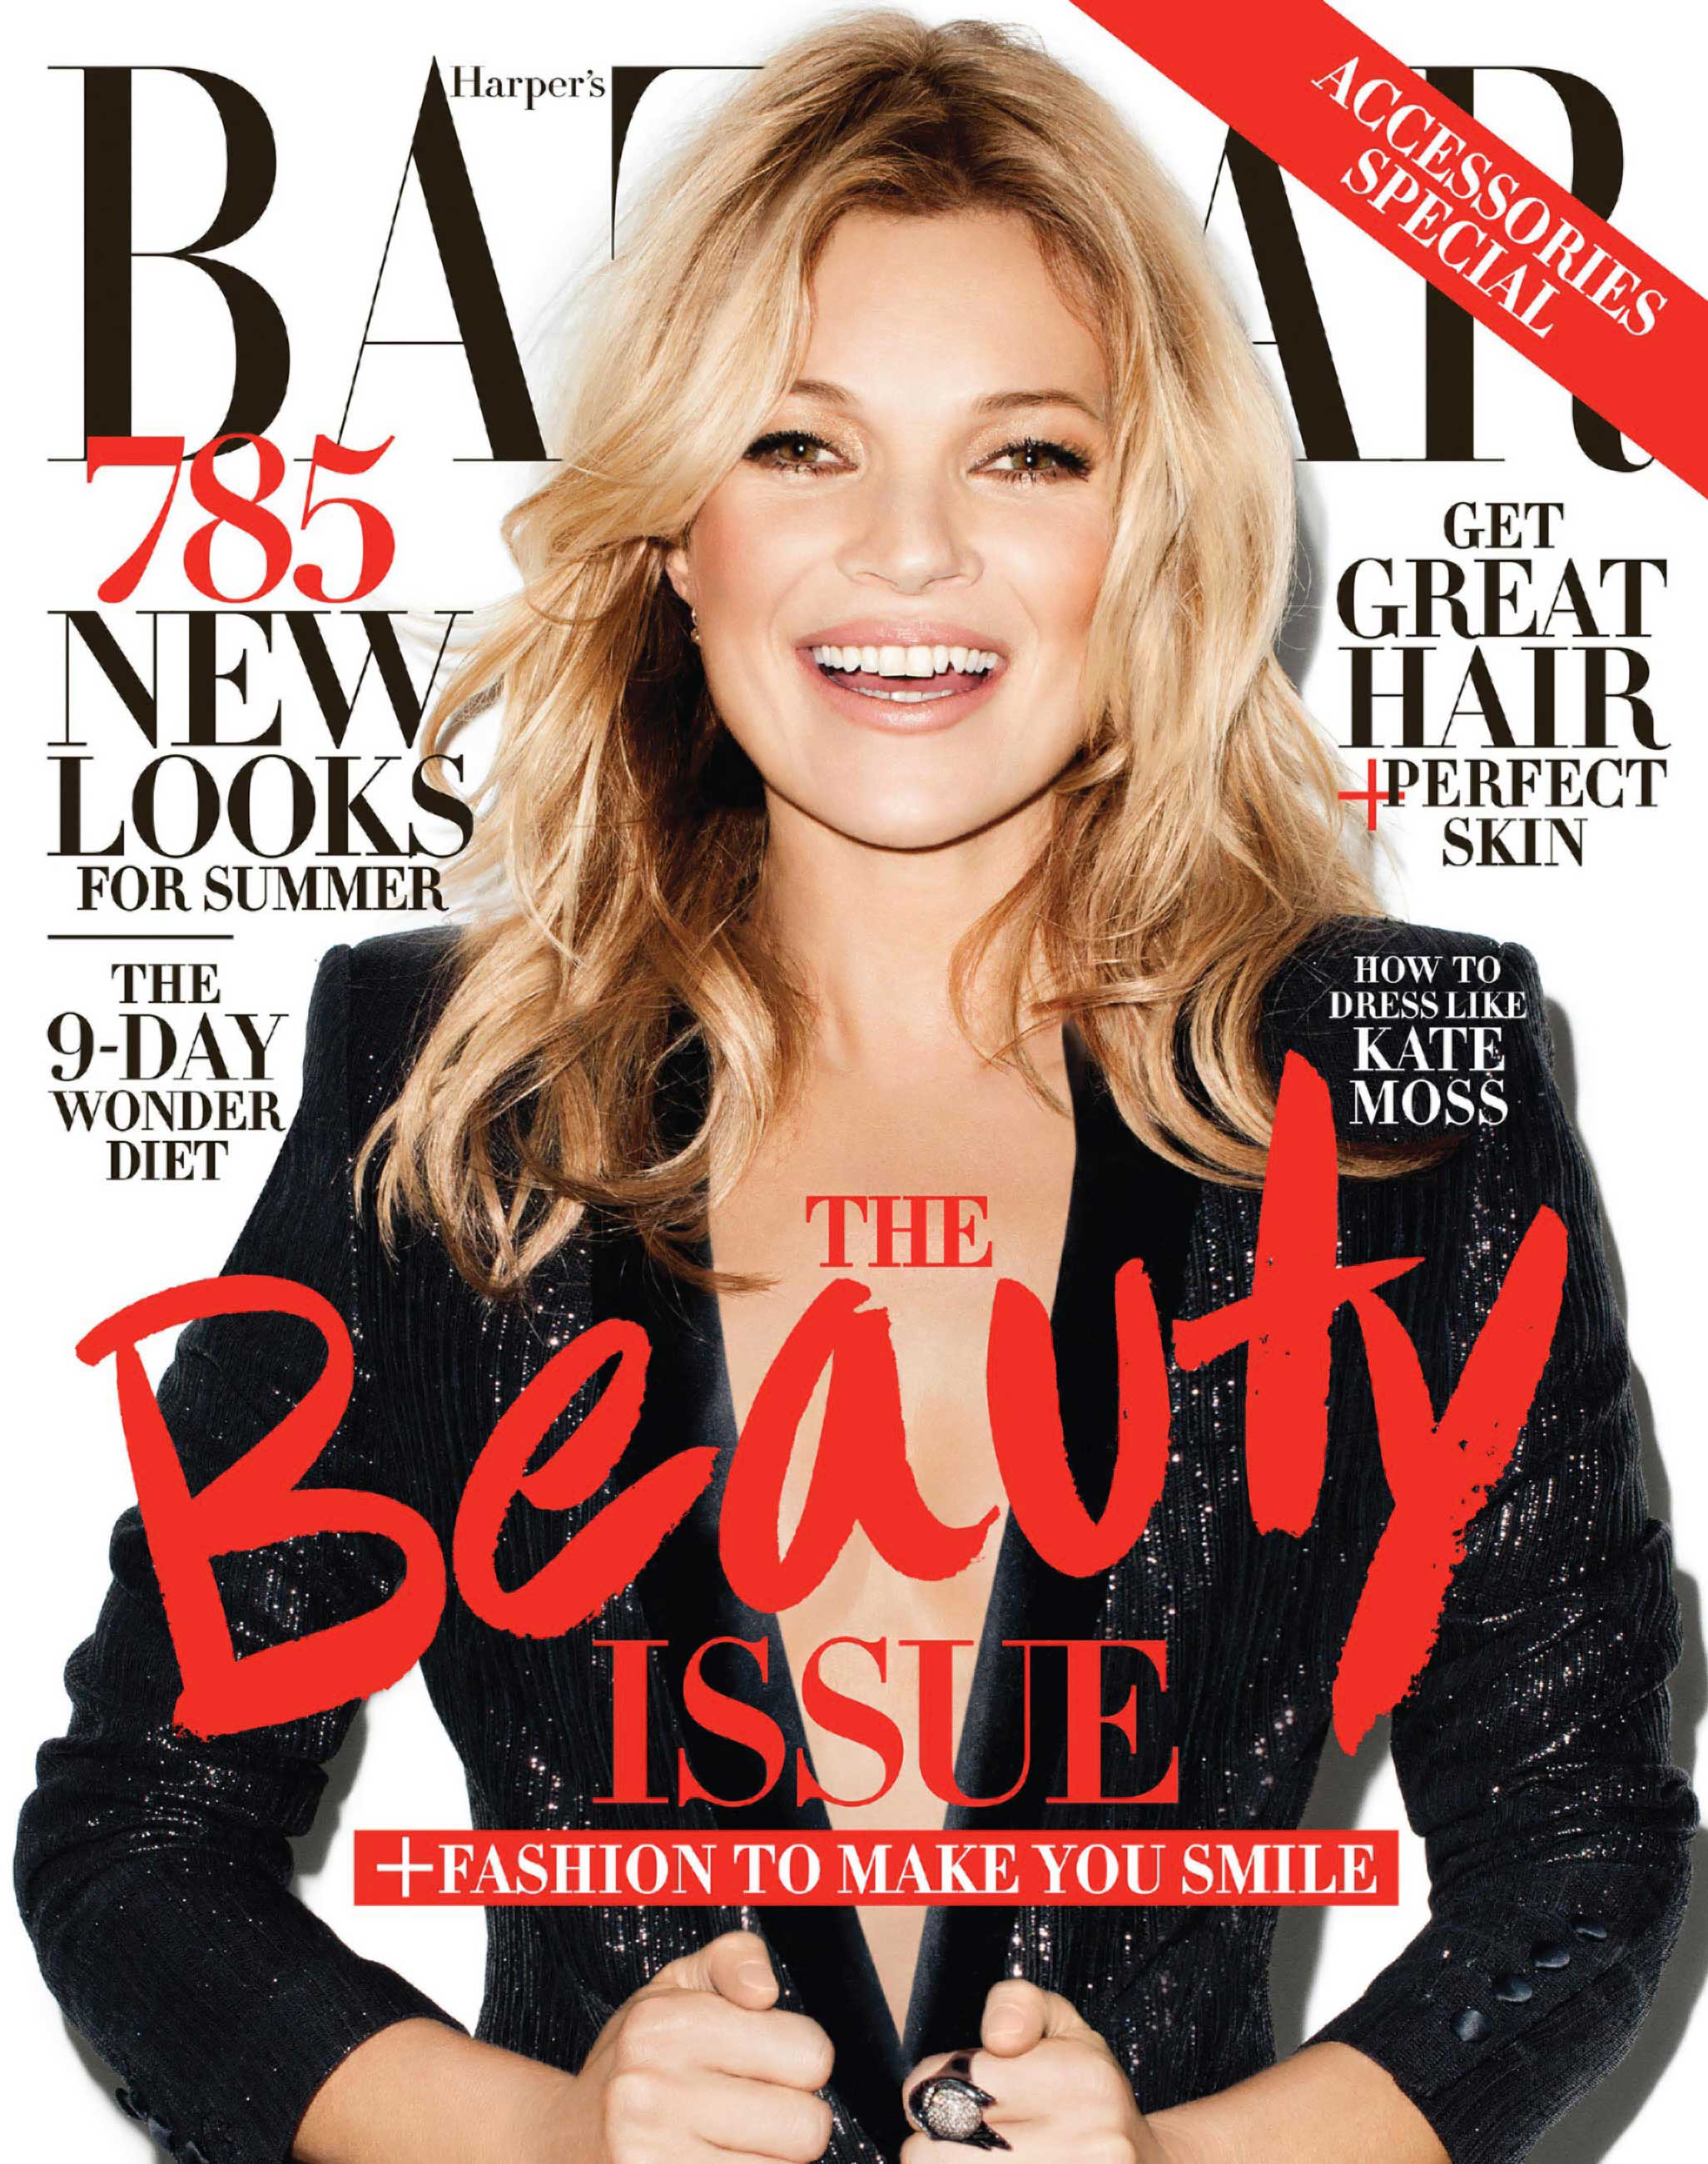 Harper's
BAZAAR
ACCESSORIES
SPECIAL
785
NEW
LOOKS
FOR SUMMER
THE
9-DAY
WONDER
DIET
GET
GREAT
HAIR
+PERFECT
SKIN
HOW TO
DRESS LIKE
KATE
MOSS
THE
Beauty
ISSUE
+FASHION TO MAKE YOU SMILE